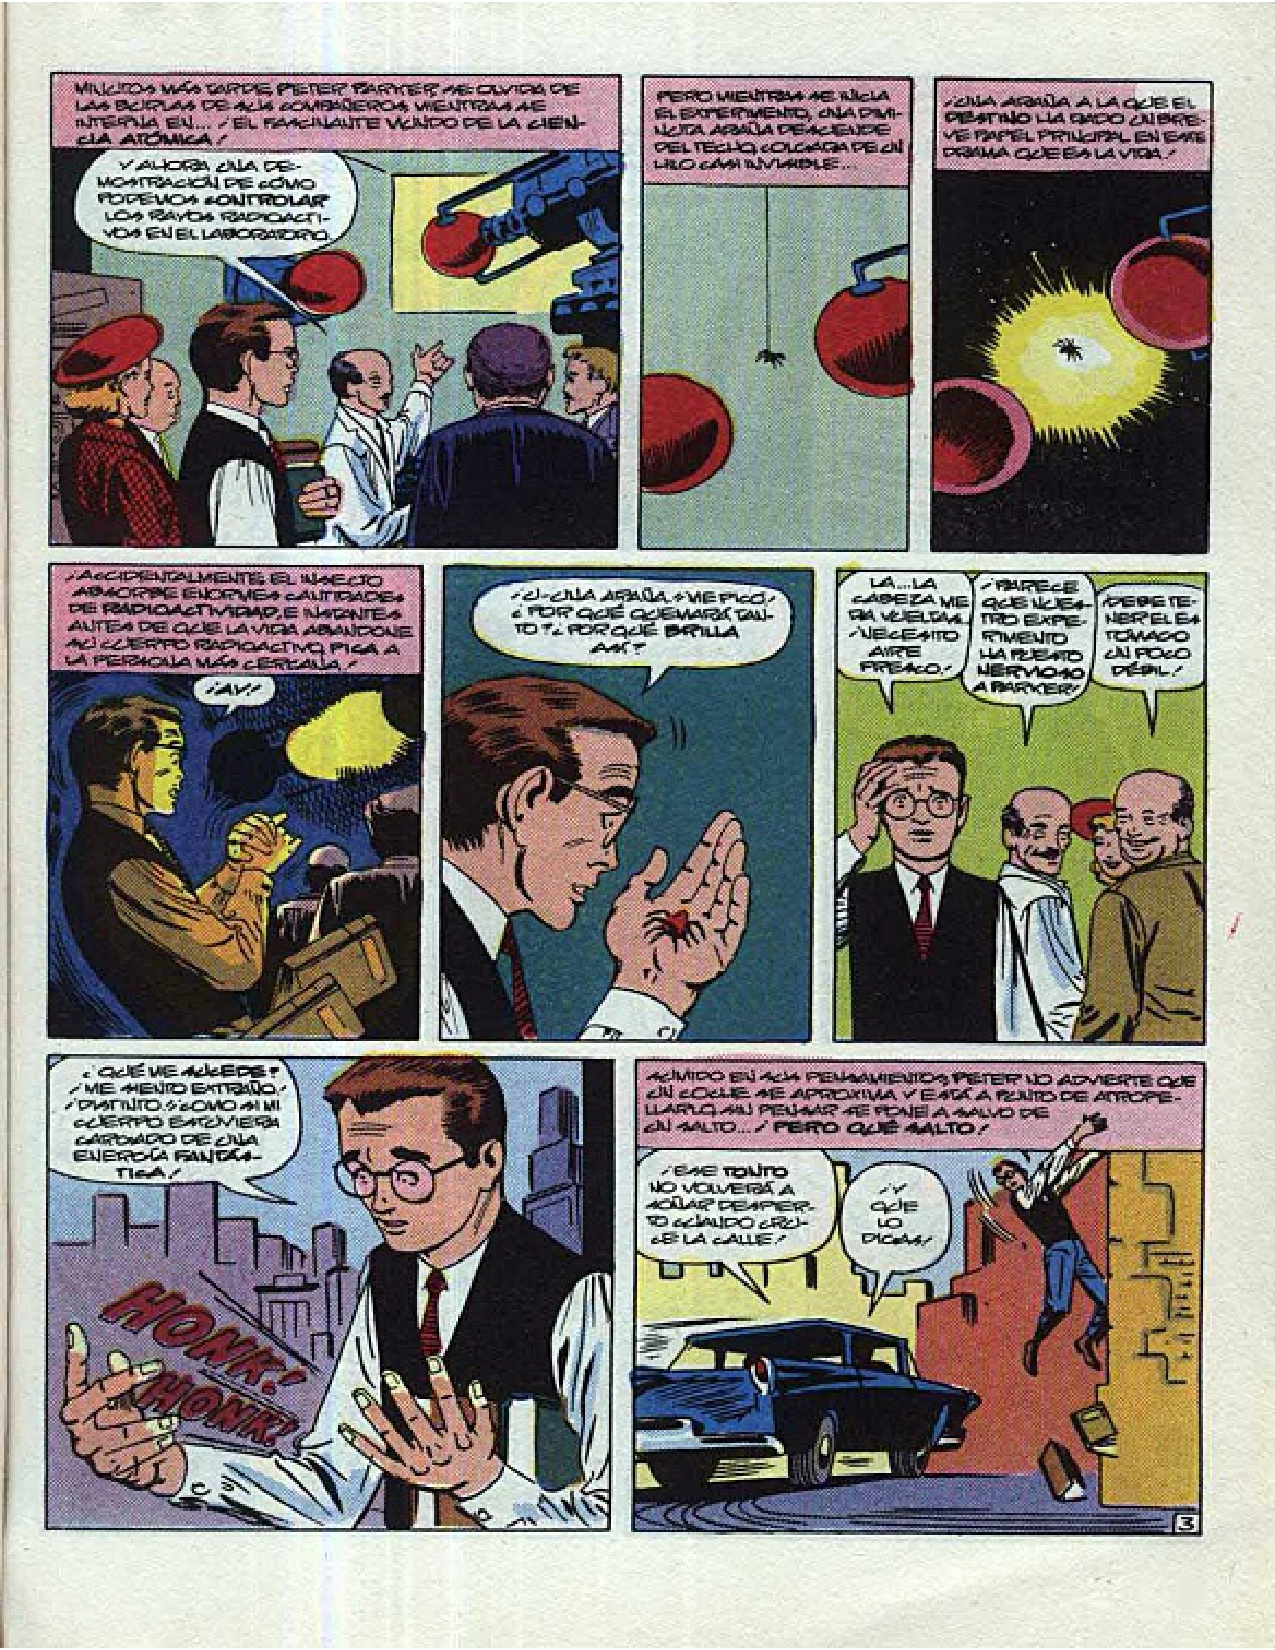 MINUTOS MÁS TARDE, PETER PARKER SE OLVIDA DE
LAS BURLAS DE SUS COMPAÑEROS MIENTRAS SE
INTERNA EN... ¡EL FASCINANTE MUNDO DE LA CIEN-
CIA ATÓMICA!
Y AHORA UNA DE-
MOSTRACIÓN DE CÓMO
PODEMOS CONTROLAR
LOS RAYOS RADIOACTI-
VOS EN EL LABORATORIO.
PERO MIENTRAS SE INICIA
EL EXPERIMENTO, UNA DIMI-
NUTA ARAÑA DESCIENDE
DEL TECHO, COLGADA DE UN
HILO CASI INVISIBLE...
¡UNA ARAÑA A LA QUE EL
DESTINO HA DADO UN BRE-
VE PAPEL PRINCIPAL EN ESE
DRAMA QUE ES LA VIDA!
¡ACCIDENTALMENTE, EL INSECTO
ABSORBE ENORMES CANTIDADES
DE RADIOACTIVIDAD, E INSTANTES
ANTES DE QUE LA VIDA ABANDONE
SU CUERPO RADIOACTIVO, PICA A
LA PERSONA MÁS CERCANA!
¡AY!
¡U-UNA ARAÑA! ¡ME PICÓ!
¿POR QUÉ QUEMARÁ TAN-
TO? ¿POR QUÉ BRILLA
ASÍ?
LA... LA
CABEZA ME
DA VUELTAS.
¡NECESITO
AIRE
FRESCO!
¡PARECE
QUE NUES-
TRO EXPE-
RIMENTO
HA PUESTO
NERVIOSO
A PARKER!
¡DEBE TE-
NER EL ES-
TÓMAGO
UN POCO
DÉBIL!
¿QUÉ ME SUCEDE?
¡ME SIENTO EXTRAÑO!
¡DISTINTO! ¡COMO SI MI
CUERPO ESTUVIERA
CARGADO DE UNA
ENERGÍA FANTÁS-
TICA!
HONK!
HONK!
SUMIDO EN SUS PENSAMIENTOS, PETER NO ADVIERTE QUE
UN COCHE SE APROXIMA Y ESTÁ A PUNTO DE ATROPE-
LLARLO. SIN PENSAR SE PONE A SALVO DE
UN SALTO... ¡PERO QUÉ SALTO!
¡ESE TONTO
NO VOLVERÁ A
SOÑAR DESPIER-
TO CUANDO CRU-
CE LA CALLE!
¡Y
QUE
LO
DIGAS!
3